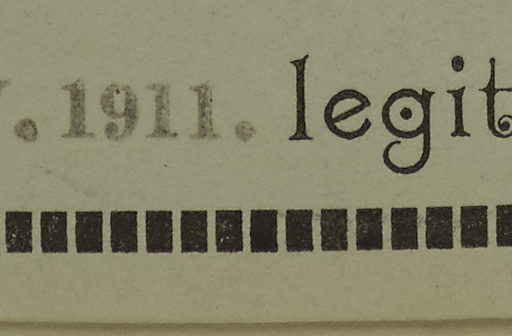 . 1911. legit